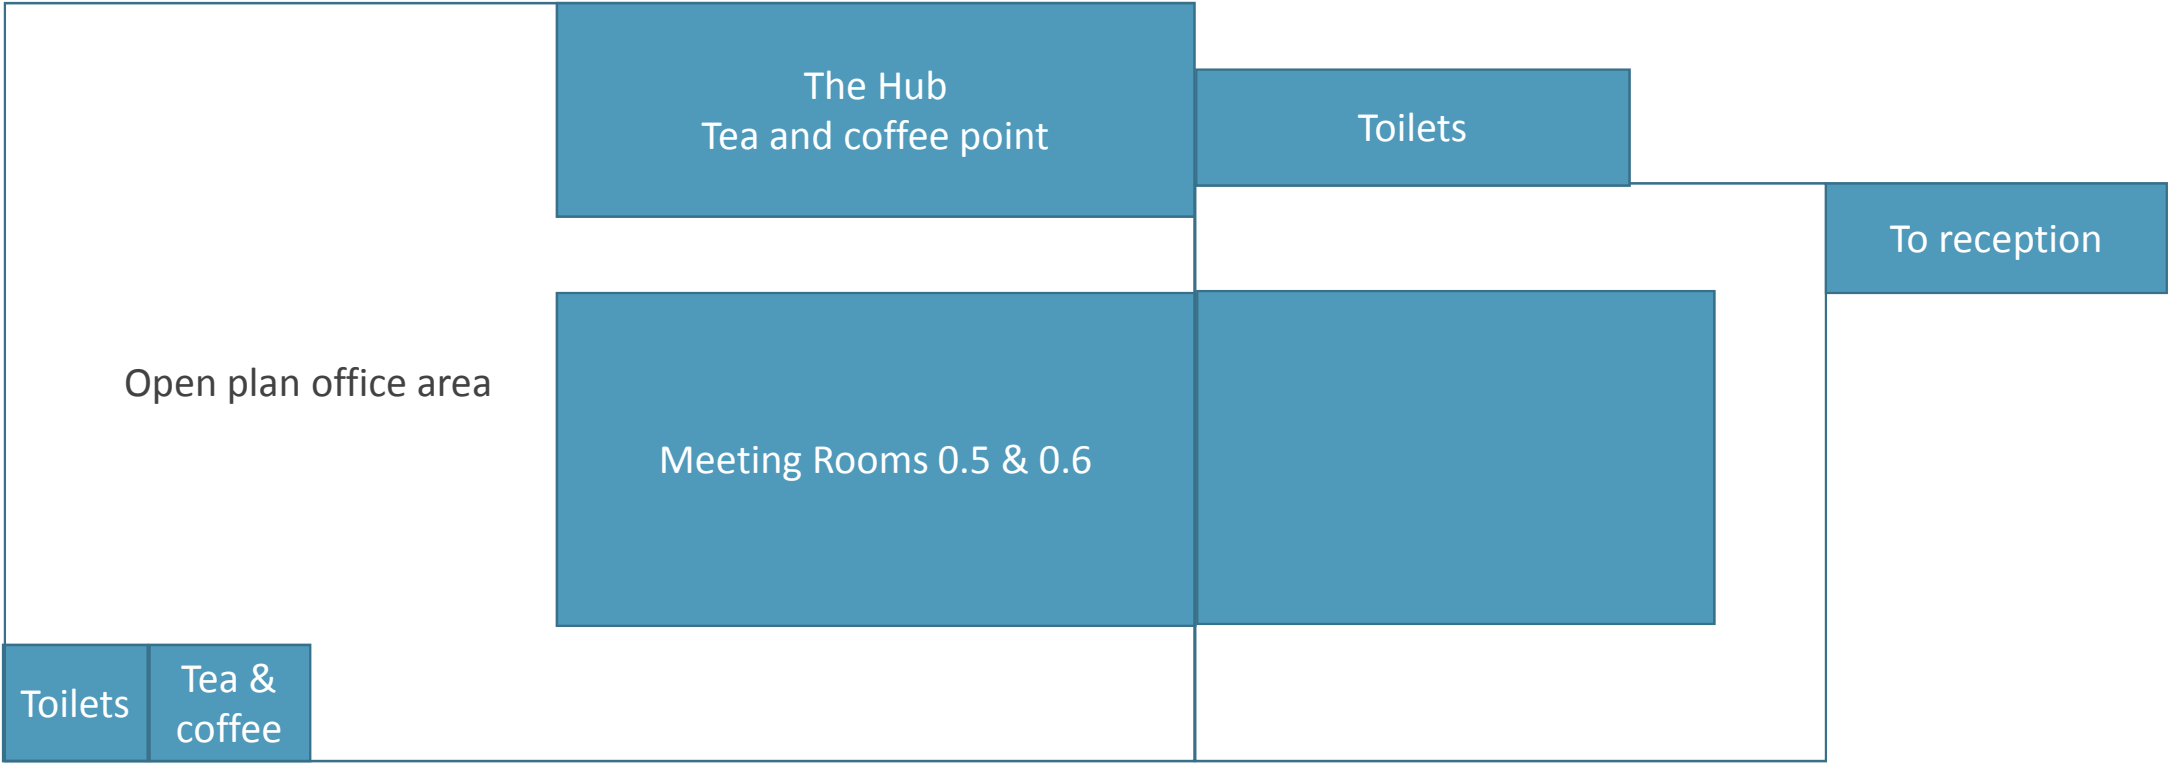 The Hub
Tea and coffee point
Toilets
To reception
Open plan office area
Meeting Rooms 0.5 & 0.6
Toilets
Tea &
coffee